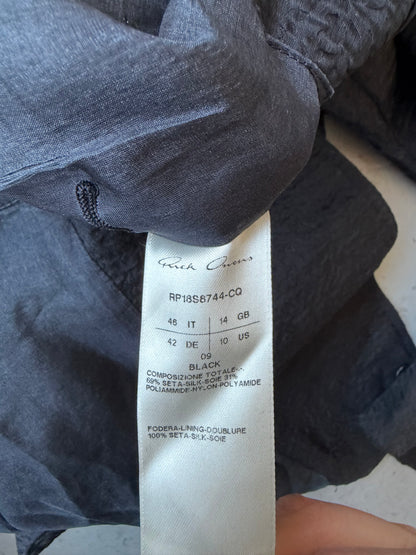 Rick Owens
RP18S8744-CQ
46 IT 14 GB
42 DE 10 US
09
BLACK
COMPOSIZIONE TOTALE-
69% SETA-SILK-SOIE 31%
POLIAMMIDE-NYLON-POLYAMIDE
FODERA-LINING-DOUBLURE
100% SETA-SILK-SOIE